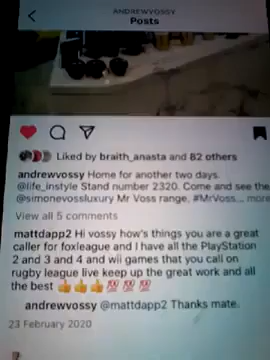 ANDREWVOSSY
Posts
Liked by braith_anasta and 82 others
andrewvossy Home for another two days.
@life_instyle Stand number 2320. Come and see the
@simonevossluxury Mr Voss range. #MrVoss... more
View all 5 comments
mattdapp2 Hi vossy how's things you are a great
caller for foxleague and I have all the PlayStation
2 and 3 and 4 and wii games that you call on
rugby league live keep up the great work and all
the best 👍👍👍💯💯💯
andrewvossy @mattdapp2 Thanks mate.
23 February 2020